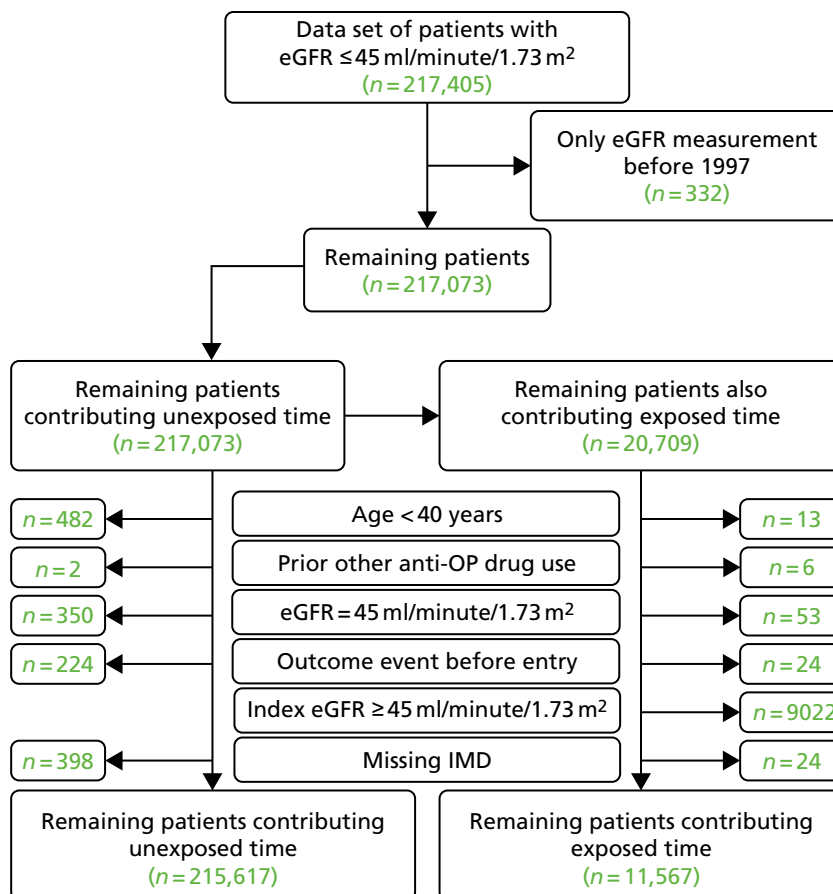 Data set of patients with
eGFR ≤45 ml/minute/1.73 m²
(n=217,405)
Only eGFR measurement
before 1997
(n=332)
Remaining patients
(n=217,073)
Remaining patients
contributing unexposed time
(n=217,073)
Remaining patients also
contributing exposed time
(n=20,709)
n=482
Age <40 years
n=13
n=2
Prior other anti-OP drug use
n=6
n=350
eGFR=45 ml/minute/1.73 m²
n=53
n=224
Outcome event before entry
n=24
Index eGFR ≥45 ml/minute/1.73 m²
n=9022
n=398
Missing IMD
n=24
Remaining patients contributing
unexposed time
(n=215,617)
Remaining patients contributing
exposed time
(n=11,567)